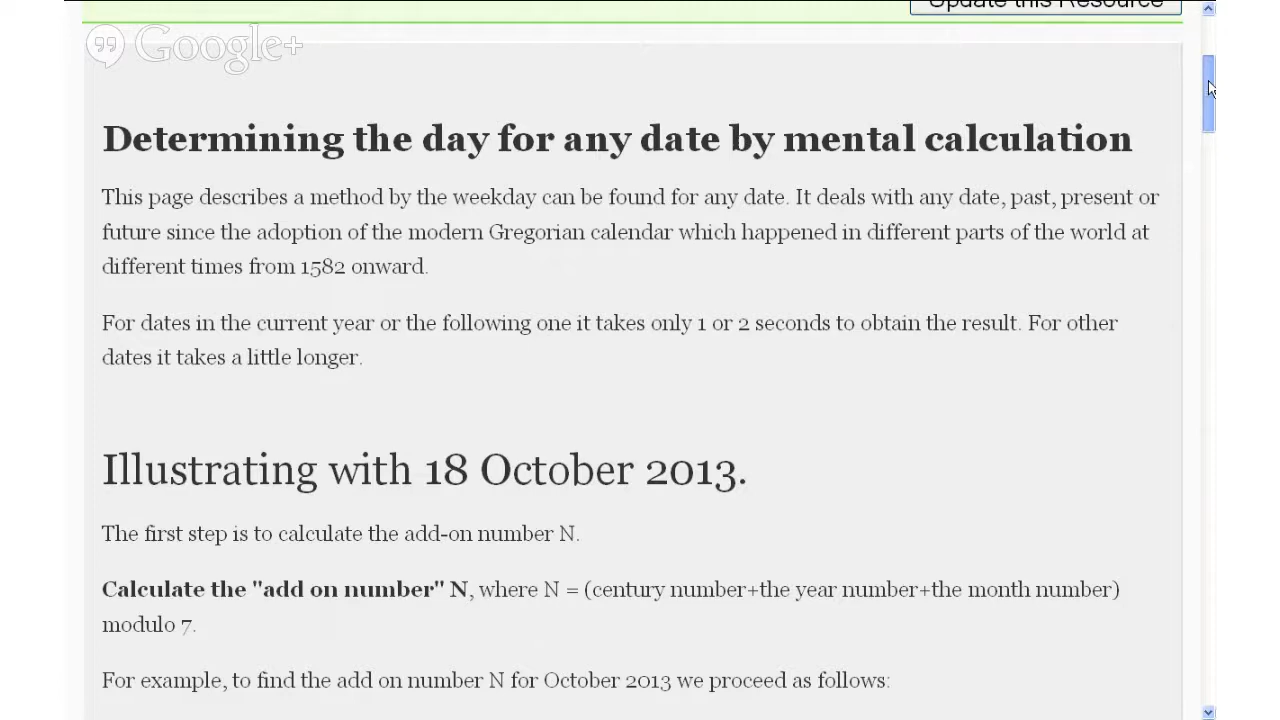 Update this Resource
Google+
Determining the day for any date by mental calculation
This page describes a method by the weekday can be found for any date. It deals with any date, past, present or
future since the adoption of the modern Gregorian calendar which happened in different parts of the world at
different times from 1582 onward.
For dates in the current year or the following one it takes only 1 or 2 seconds to obtain the result. For other
dates it takes a little longer.
Illustrating with 18 October 2013.
The first step is to calculate the add-on number N.
Calculate the "add on number" N, where N = (century number+the year number+the month number)
modulo 7.
For example, to find the add on number N for October 2013 we proceed as follows: